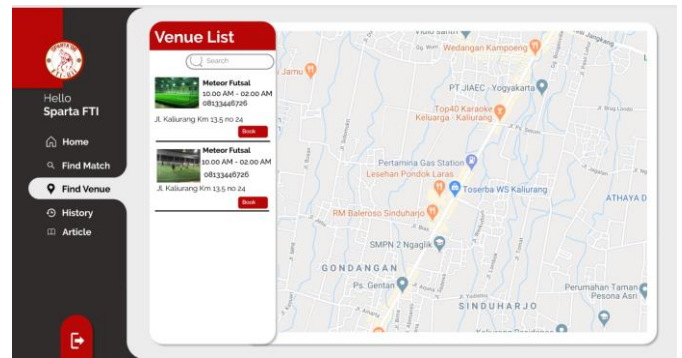 SPARTA FTI
FTI-UII
Hello
Sparta FTI
Home
Find Match
Find Venue
History
Article
Venue List
Search
Meteor Futsal
10.00 AM - 02.00 AM
08133446726
Jl. Kaliurang Km 13.5 no 24
Book
Meteor Futsal
10.00 AM - 02.00 AM
08133446726
Jl. Kaliurang Km 13.5 no 24
Book
Wedangan Kampoeng
Jamu
PT JIAEC - Yogyakarta
Top40 Karaoke
Keluarga - Kaliurang
Pertamina Gas Station
Lesehan Pondok Laras
Toserba WS Kaliurang
ATHAYA D
RM Baleroso Sinduharjo
SMPN 2 Ngaglik
GONDANGAN
Ps. Gentan
Perumahan Taman
Pesona Asri
SINDUHARJO